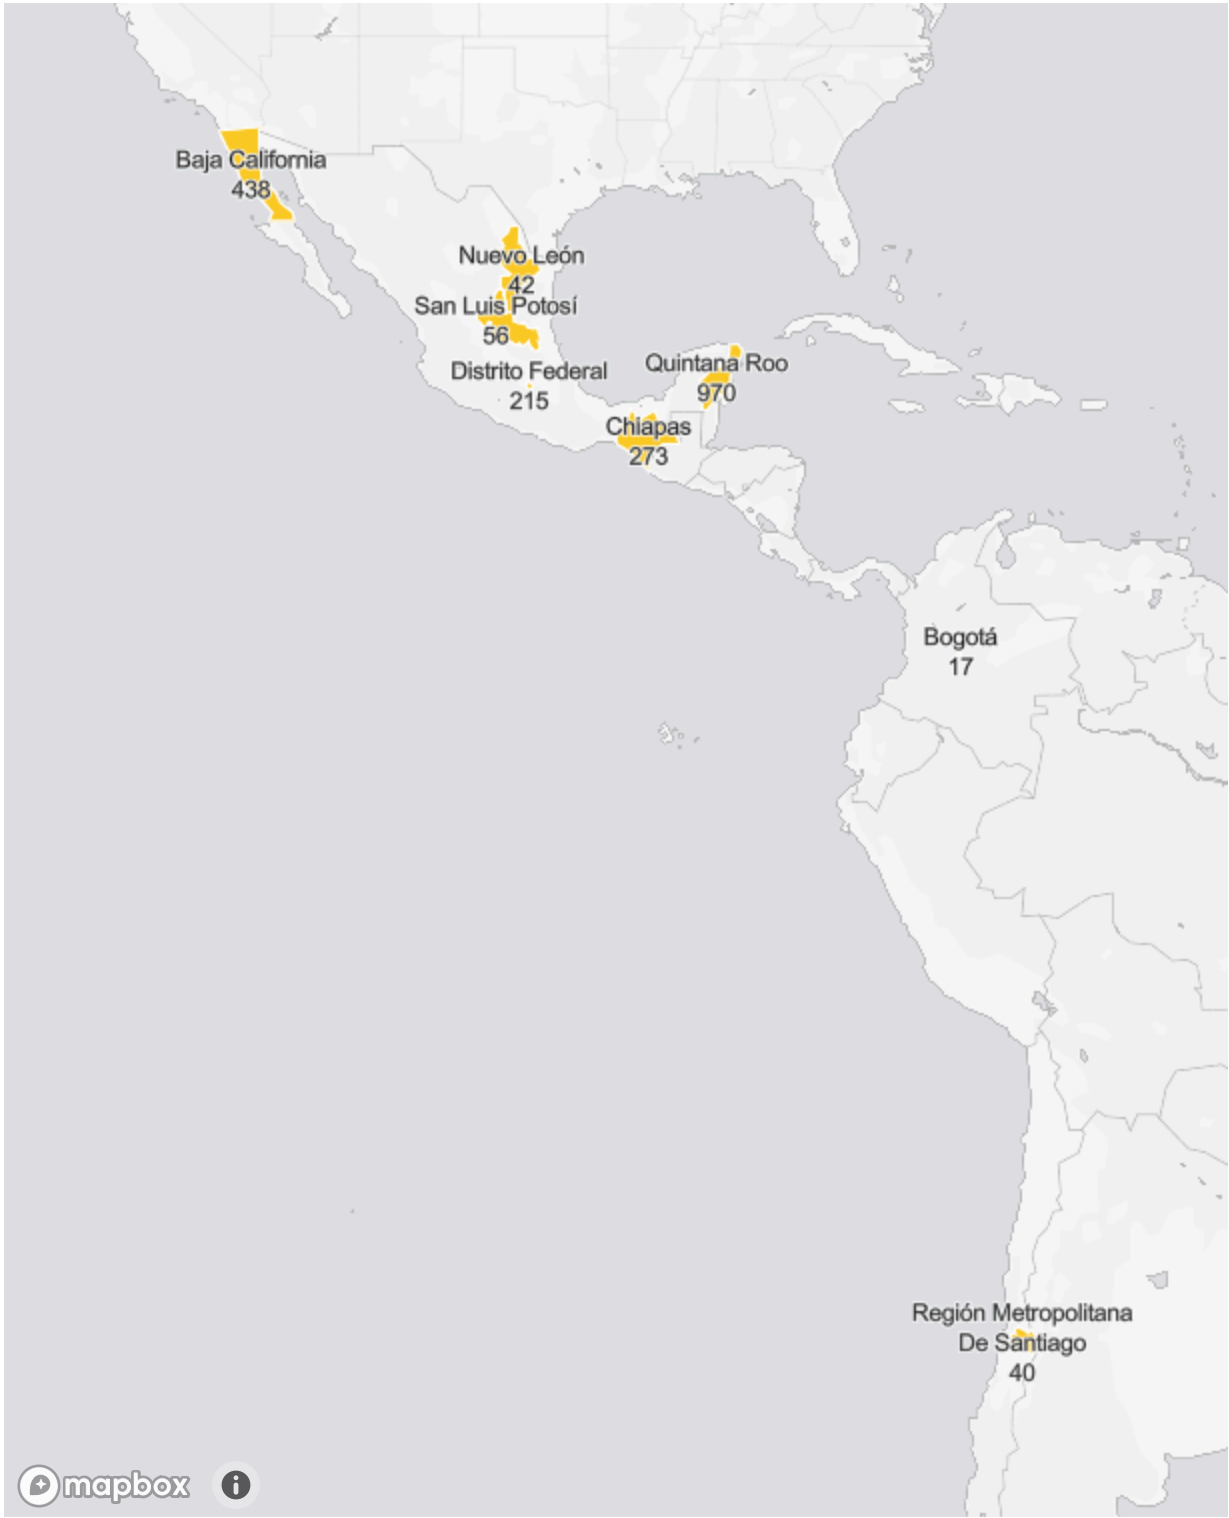 Baja California
438
Nuevo León
42
San Luis Potosí
56
Distrito Federal
215
Quintana Roo
970
Chiapas
273
Bogotá
17
Región Metropolitana
De Santiago
40
mapbox
i